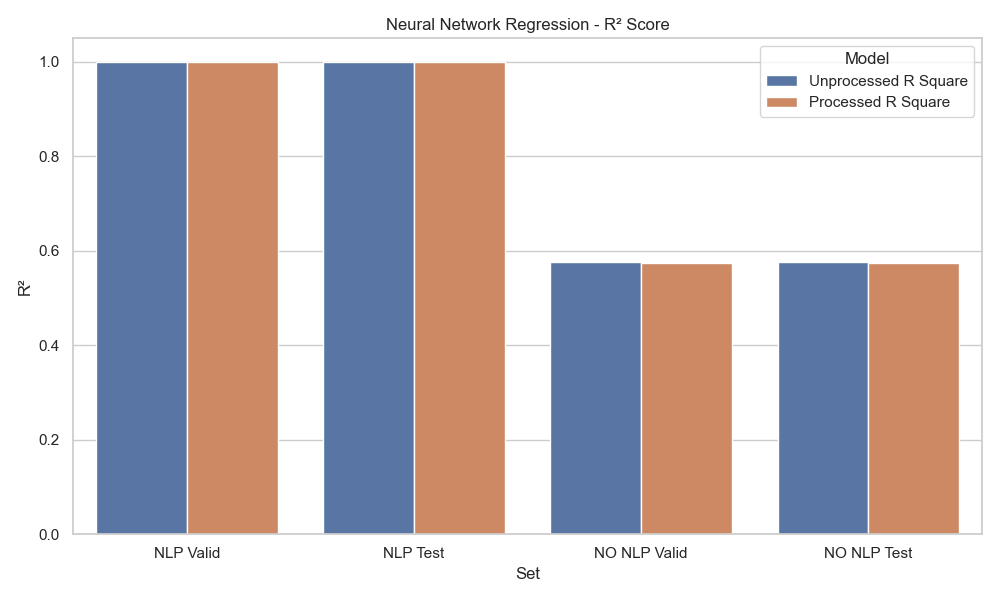 Neural Network Regression - R² Score
Model
Unprocessed R Square
Processed R Square
R²
1.0
0.8
0.6
0.4
0.2
0.0
NLP Valid
NLP Test
NO NLP Valid
NO NLP Test
Set